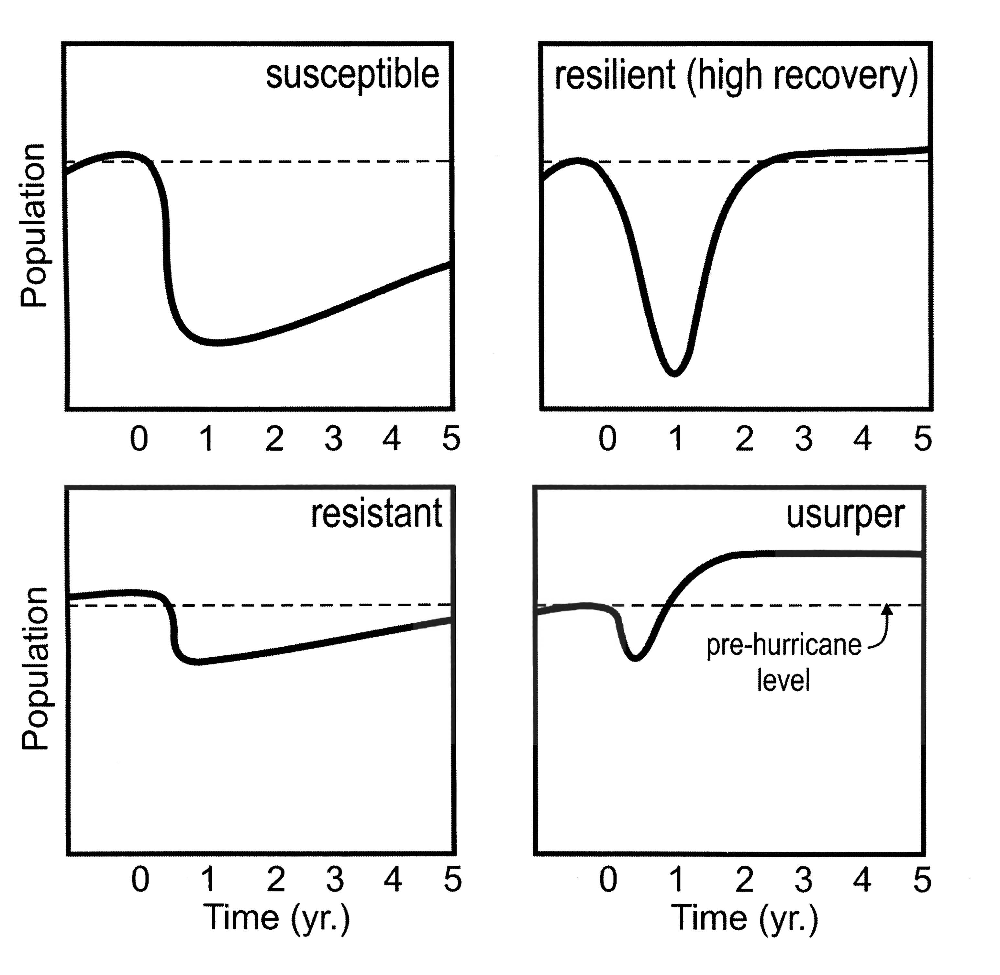 susceptible
resilient (high recovery)
Population
0 1 2 3 4 5
0 1 2 3 4 5
resistant
usurper
Population
pre-hurricane
level
0 1 2 3 4 5
0 1 2 3 4 5
Time (yr.)
Time (yr.)